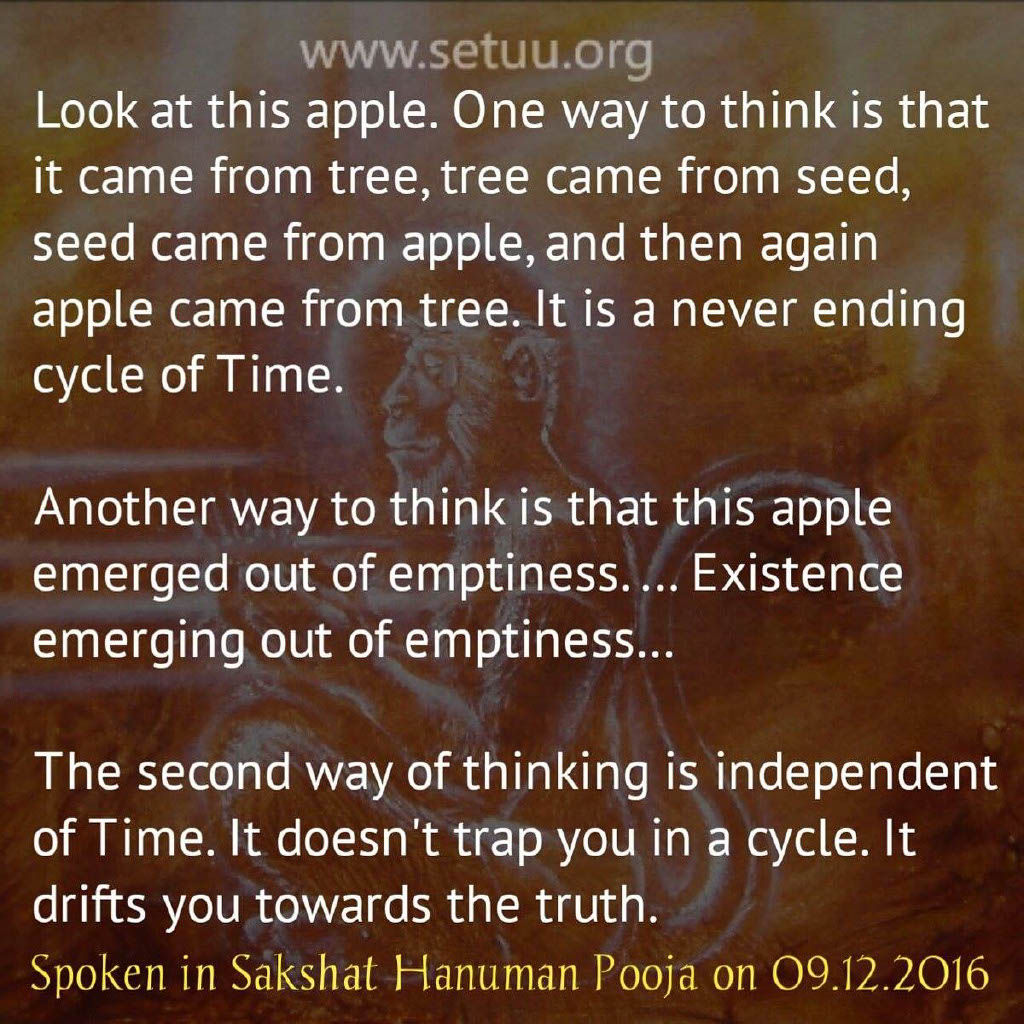 www.setuu.org
Look at this apple. One way to think is that
it came from tree, tree came from seed,
seed came from apple, and then again
apple came from tree. It is a never ending
cycle of Time.
Another way to think is that this apple
emerged out of emptiness.... Existence
emerging out of emptiness...
The second way of thinking is independent
of Time. It doesn't trap you in a cycle. It
drifts you towards the truth.
Spoken in Sakshat Hanuman Pooja on 09.12.2016